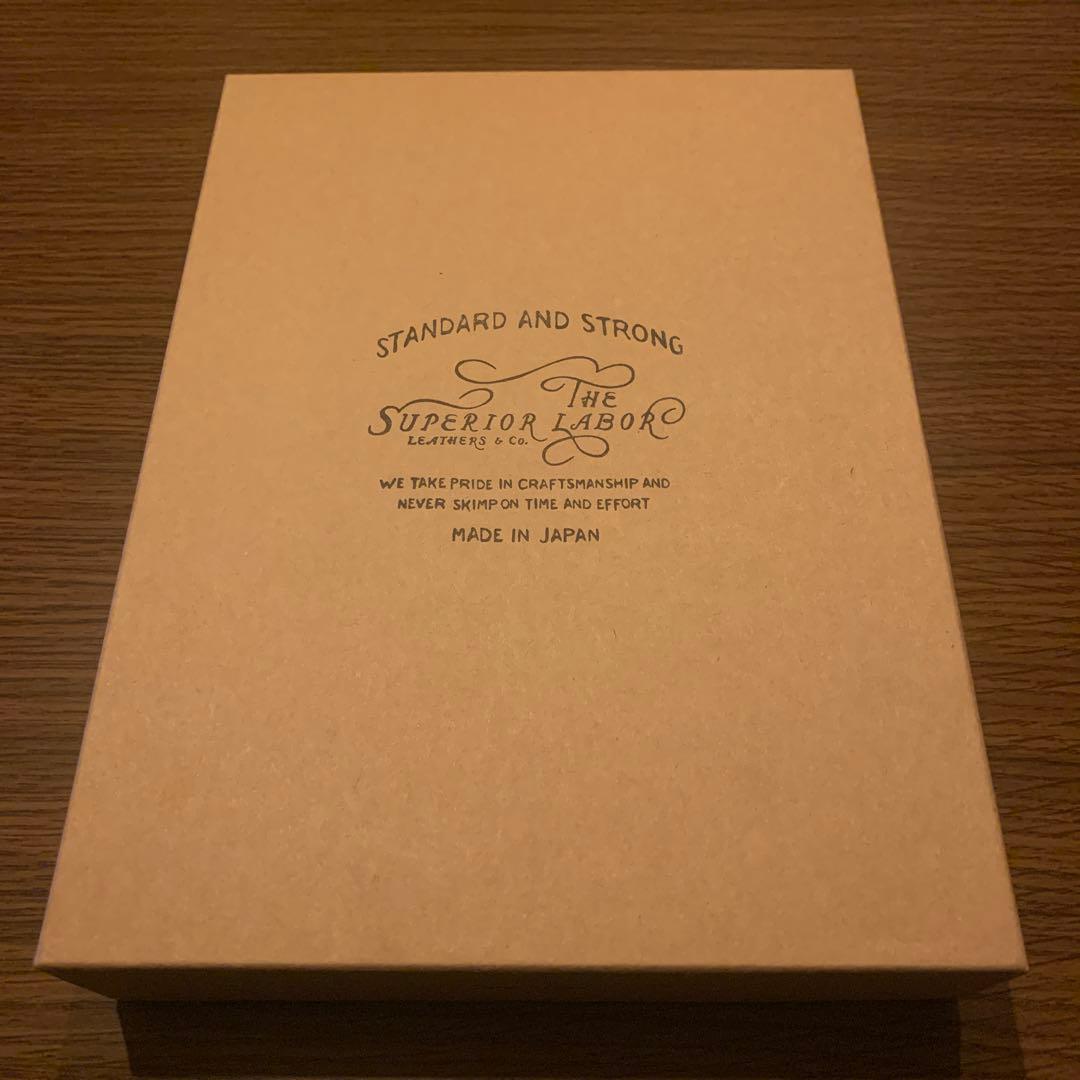 STANDARD AND STRONG
THE
SUPERIOR LABOR
LEATHERS & CO.
WE TAKE PRIDE IN CRAFTSMANSHIP AND
NEVER SKIMP ON TIME AND EFFORT
MADE IN JAPAN